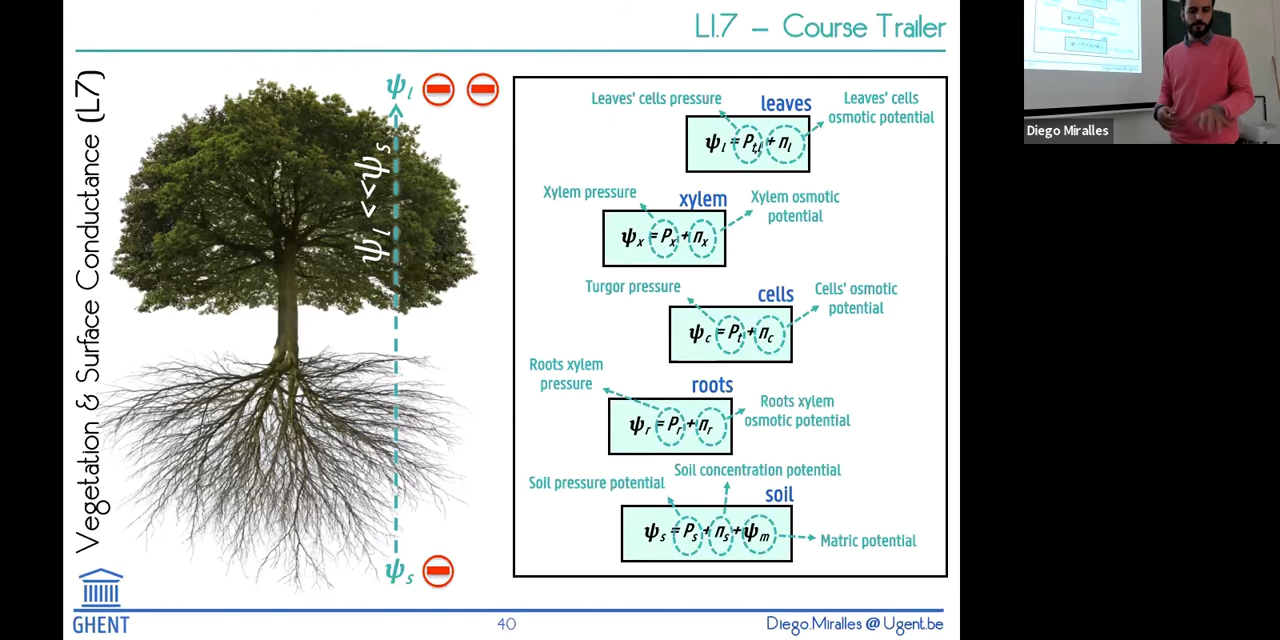 L1.7 – Course Trailer
Vegetation & Surface Conductance (L7)
ψl
ψl <<ψs
ψs
Leaves' cells pressure
leaves
Leaves' cells
osmotic potential
ψl = Pt,l + πl
Xylem pressure
xylem
Xylem osmotic
potential
ψx = Px + πx
Turgor pressure
cells
Cells' osmotic
potential
ψc = Pt + πc
Roots xylem
pressure
roots
Roots xylem
osmotic potential
ψr = Pr + πr
Soil concentration potential
Soil pressure potential
soil
ψs = Ps + πs + ψm
Matric potential
GHENT
40
Diego.Miralles @ Ugent.be
Diego Miralles